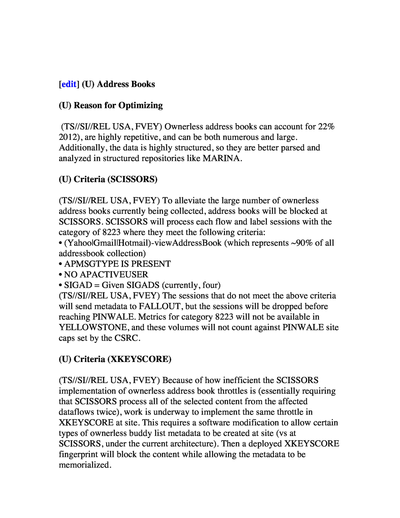 [edit] (U) Address Books
(U) Reason for Optimizing
(TS//SI//REL USA, FVEY) Ownerless address books can account for 22%
2012), are highly repetitive, and can be both numerous and large.
Additionally, the data is highly structured, so they are better parsed and
analyzed in structured repositories like MARINA.
(U) Criteria (SCISSORS)
(TS//SI//REL USA, FVEY) To alleviate the large number of ownerless
address books currently being collected, address books will be blocked at
SCISSORS. SCISSORS will process each flow and label sessions with the
category of 8223 where they meet the following criteria:
• (Yahoo|Gmail|Hotmail)-viewAddressBook (which represents ~90% of all
addressbook collection)
• APMSGTYPE IS PRESENT
• NO APACTIVEUSER
• SIGAD = Given SIGADS (currently, four)
(TS//SI//REL USA, FVEY) The sessions that do not meet the above criteria
will send metadata to FALLOUT, but the sessions will be dropped before
reaching PINWALE. Metrics for category 8223 will not be available in
YELLOWSTONE, and these volumes will not count against PINWALE site
caps set by the CSRC.
(U) Criteria (XKEYSCORE)
(TS//SI//REL USA, FVEY) Because of how inefficient the SCISSORS
implementation of ownerless address book throttles is (essentially requiring
that SCISSORS process all of the selected content from the affected
dataflows twice), work is underway to implement the same throttle in
XKEYSCORE at site. This requires a software modification to allow certain
types of ownerless buddy list metadata to be created at site (vs at
SCISSORS, under the current architecture). Then a deployed XKEYSCORE
fingerprint will block the content while allowing the metadata to be
memorialized.